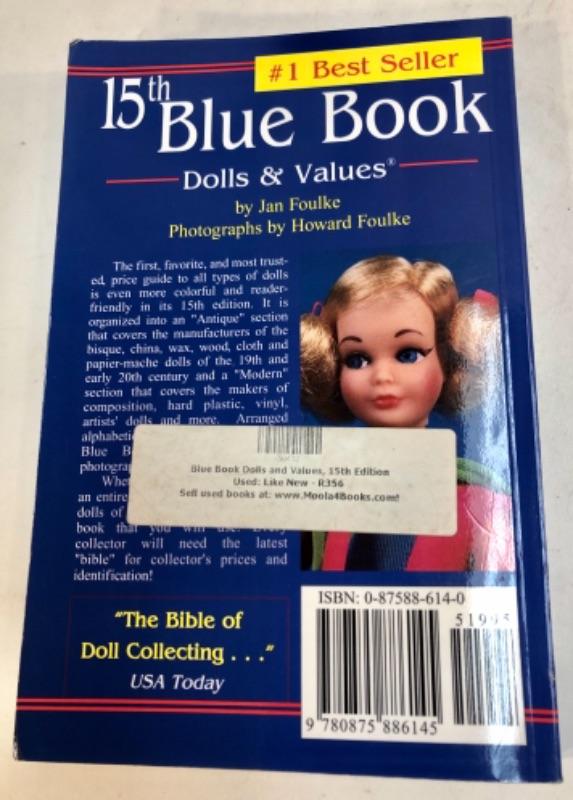 #1 Best Seller
15th
Blue Book
Dolls & Values®
by Jan Foulke
Photographs by Howard Foulke
The first, favorite, and most trust-
ed, price guide to all types of dolls
is even more colorful and reader-
friendly in its 15th edition. It is
organized into an "Antique" section
that covers the manufacturers of the
bisque, china, wax, wood, cloth and
papier-mache dolls of the 19th and
early 20th century and a "Modern"
section that covers the makers of
composition, hard plastic, vinyl,
artists' dolls and more. Arranged
alphabetic
Blue B
photograp
Whet
an entire
dolls of
book that you will use. Every
collector will need the latest
"bible" for collector's prices and
identification!
Blue Book Dolls and Values, 15th Edition
Used: Like New - R356
Sell used books at: www.Moola4Books.com!
"The Bible of
Doll Collecting . . ."
USA Today
ISBN: 0-87588-614-0
51995
9 780875 886145